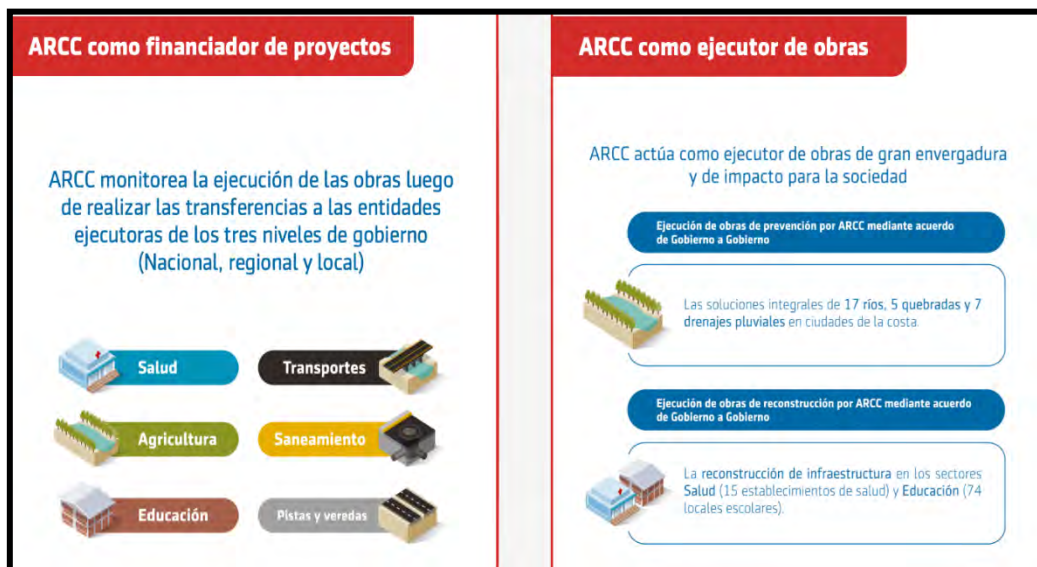 ARCC como financiador de proyectos
ARCC monitorea la ejecución de las obras luego
de realizar las transferencias a las entidades
ejecutoras de los tres niveles de gobierno
(Nacional, regional y local)
Salud
Transportes
Agricultura
Saneamiento
Educación
Pistas y veredas
ARCC como ejecutor de obras
ARCC actúa como ejecutor de obras de gran envergadura
y de impacto para la sociedad
Ejecución de obras de prevención por ARCC mediante acuerdo
de Gobierno a Gobierno
Las soluciones integrales de 17 ríos, 5 quebradas y 7
drenajes pluviales en ciudades de la costa
Ejecución de obras de reconstrucción por ARCC mediante acuerdo
de Gobierno a Gobierno
La reconstrucción de infraestructura en los sectores
Salud (15 establecimientos de salud) y Educación (74
locales escolares).